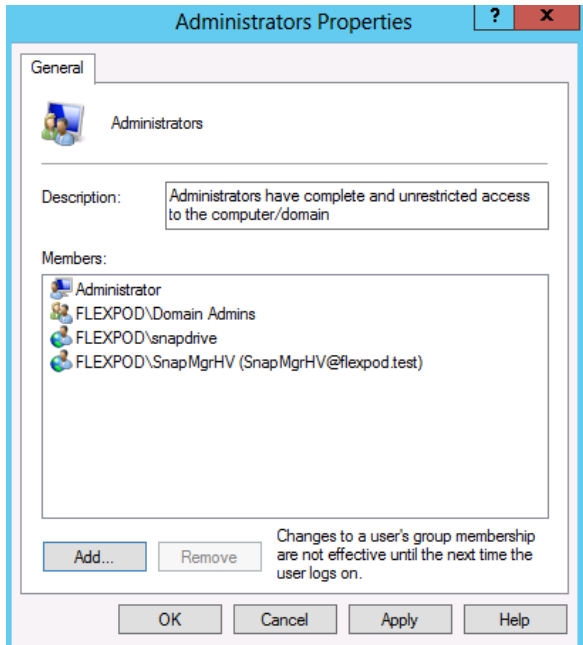 Administrators Properties
?
x
General
Administrators
Description:
Administrators have complete and unrestricted access
to the computer/domain
Members:
Administrator
FLEXPOD\Domain Admins
FLEXPOD\snapdrive
FLEXPOD\SnapMgrHV (SnapMgrHV@flexpod.test)
Add...
Remove
Changes to a user's group membership
are not effective until the next time the
user logs on.
OK
Cancel
Apply
Help